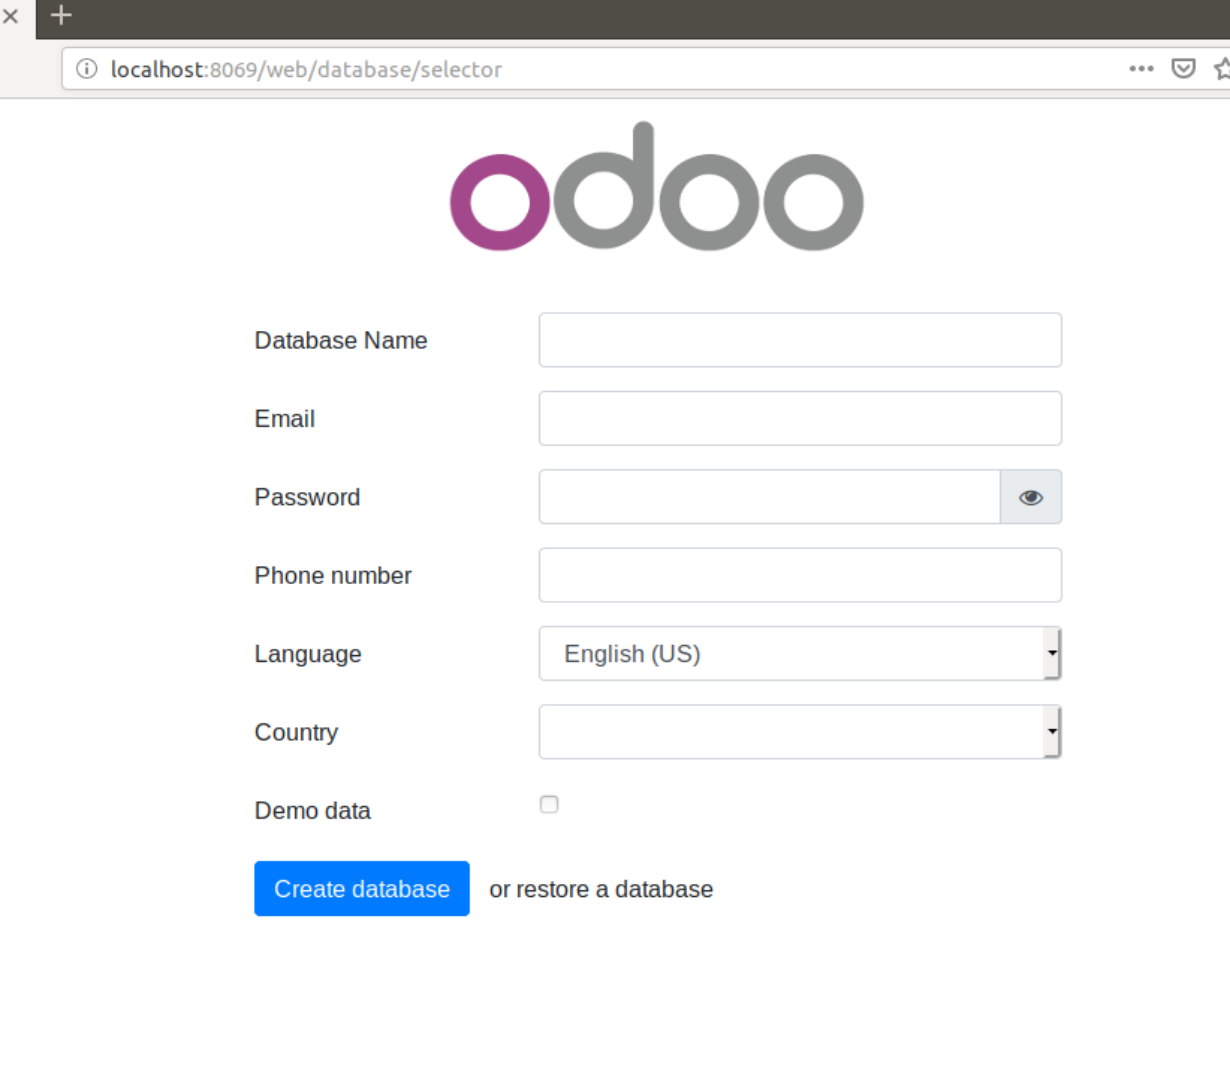 localhost:8069/web/database/selector
odoo
Database Name
Email
Password
Phone number
Language English (US)
Country
Demo data
Create database or restore a database